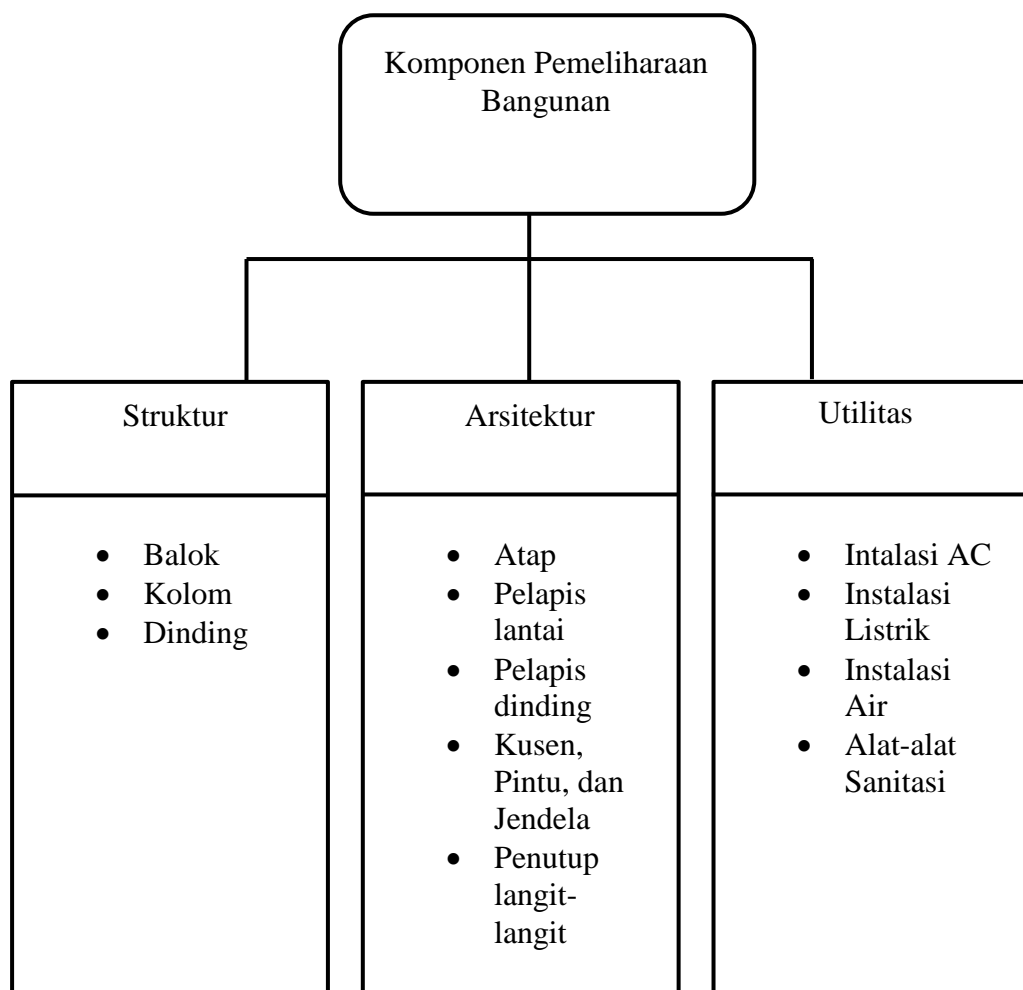 Komponen Pemeliharaan
Bangunan
Struktur
• Balok
• Kolom
• Dinding
Arsitektur
• Atap
• Pelapis
lantai
• Pelapis
dinding
• Kusen,
Pintu, dan
Jendela
• Penutup
langit-
langit
Utilitas
• Intalasi AC
• Instalasi
Listrik
• Instalasi
Air
• Alat-alat
Sanitasi